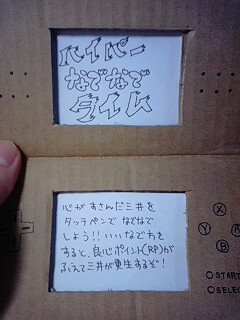 ハイパー
なでなで
タイム
心がすさんだ三井を
タッチペンでなでなで
しよう!!いいなでわを
すると、良心ポイント(RP)が
ふえて三井が更生するぞ!
X
Y
B
START
SELEC